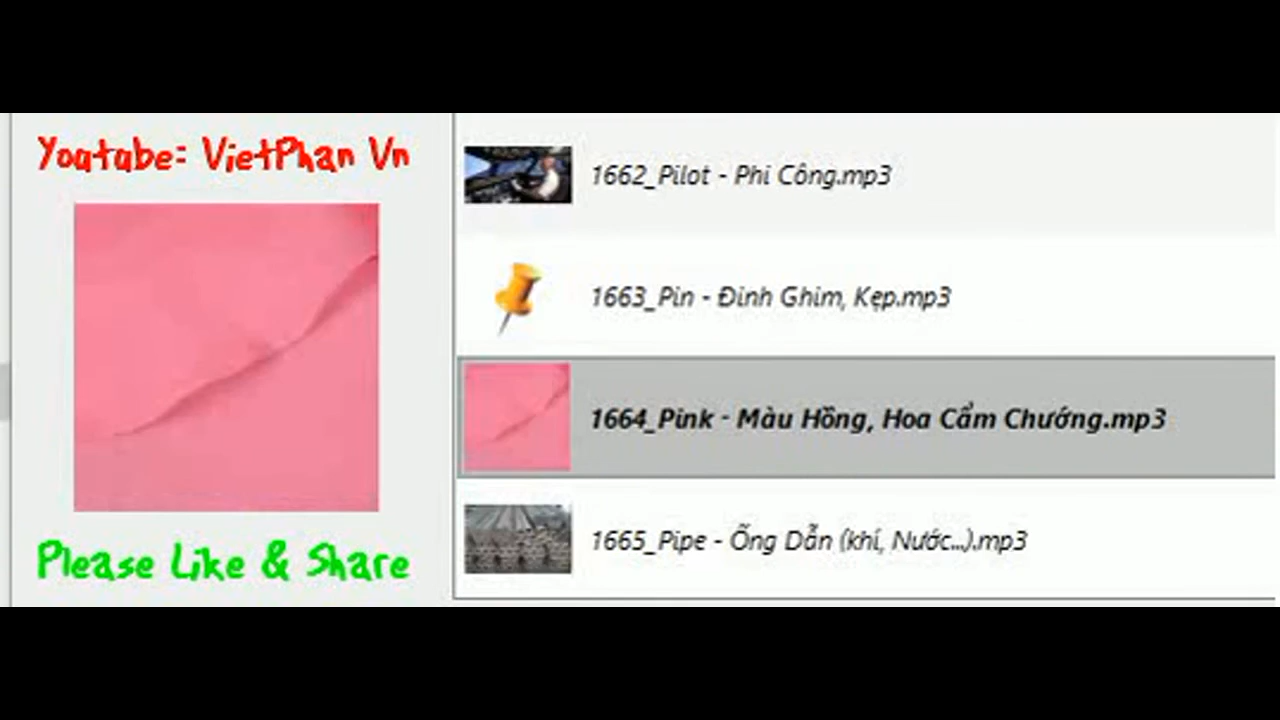 Youtube: VietPhan Vn
Please Like & Share
1662_Pilot - Phi Công.mp3
1663_Pin - Đinh Ghim, Kẹp.mp3
1664_Pink - Màu Hồng, Hoa Cẩm Chướng.mp3
1665_Pipe - Ống Dẫn (khí, Nước...).mp3